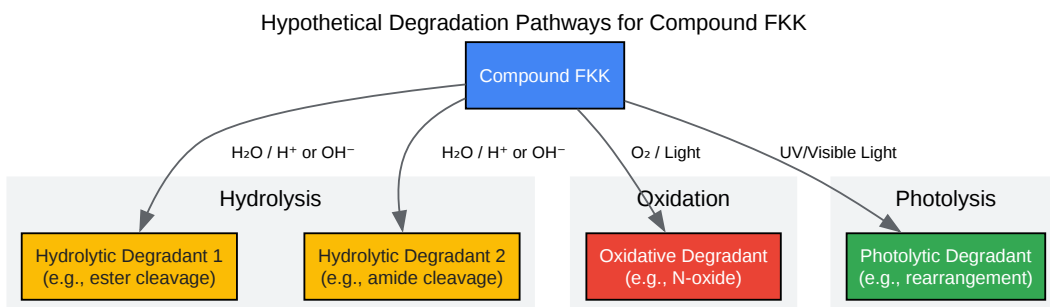 Hypothetical Degradation Pathways for Compound FKK
Compound FKK
H₂O / H⁺ or OH⁻
H₂O / H⁺ or OH⁻
O₂ / Light
UV/Visible Light
Hydrolysis
Oxidation
Photolysis
Hydrolytic Degradant 1
(e.g., ester cleavage)
Hydrolytic Degradant 2
(e.g., amide cleavage)
Oxidative Degradant
(e.g., N-oxide)
Photolytic Degradant
(e.g., rearrangement)